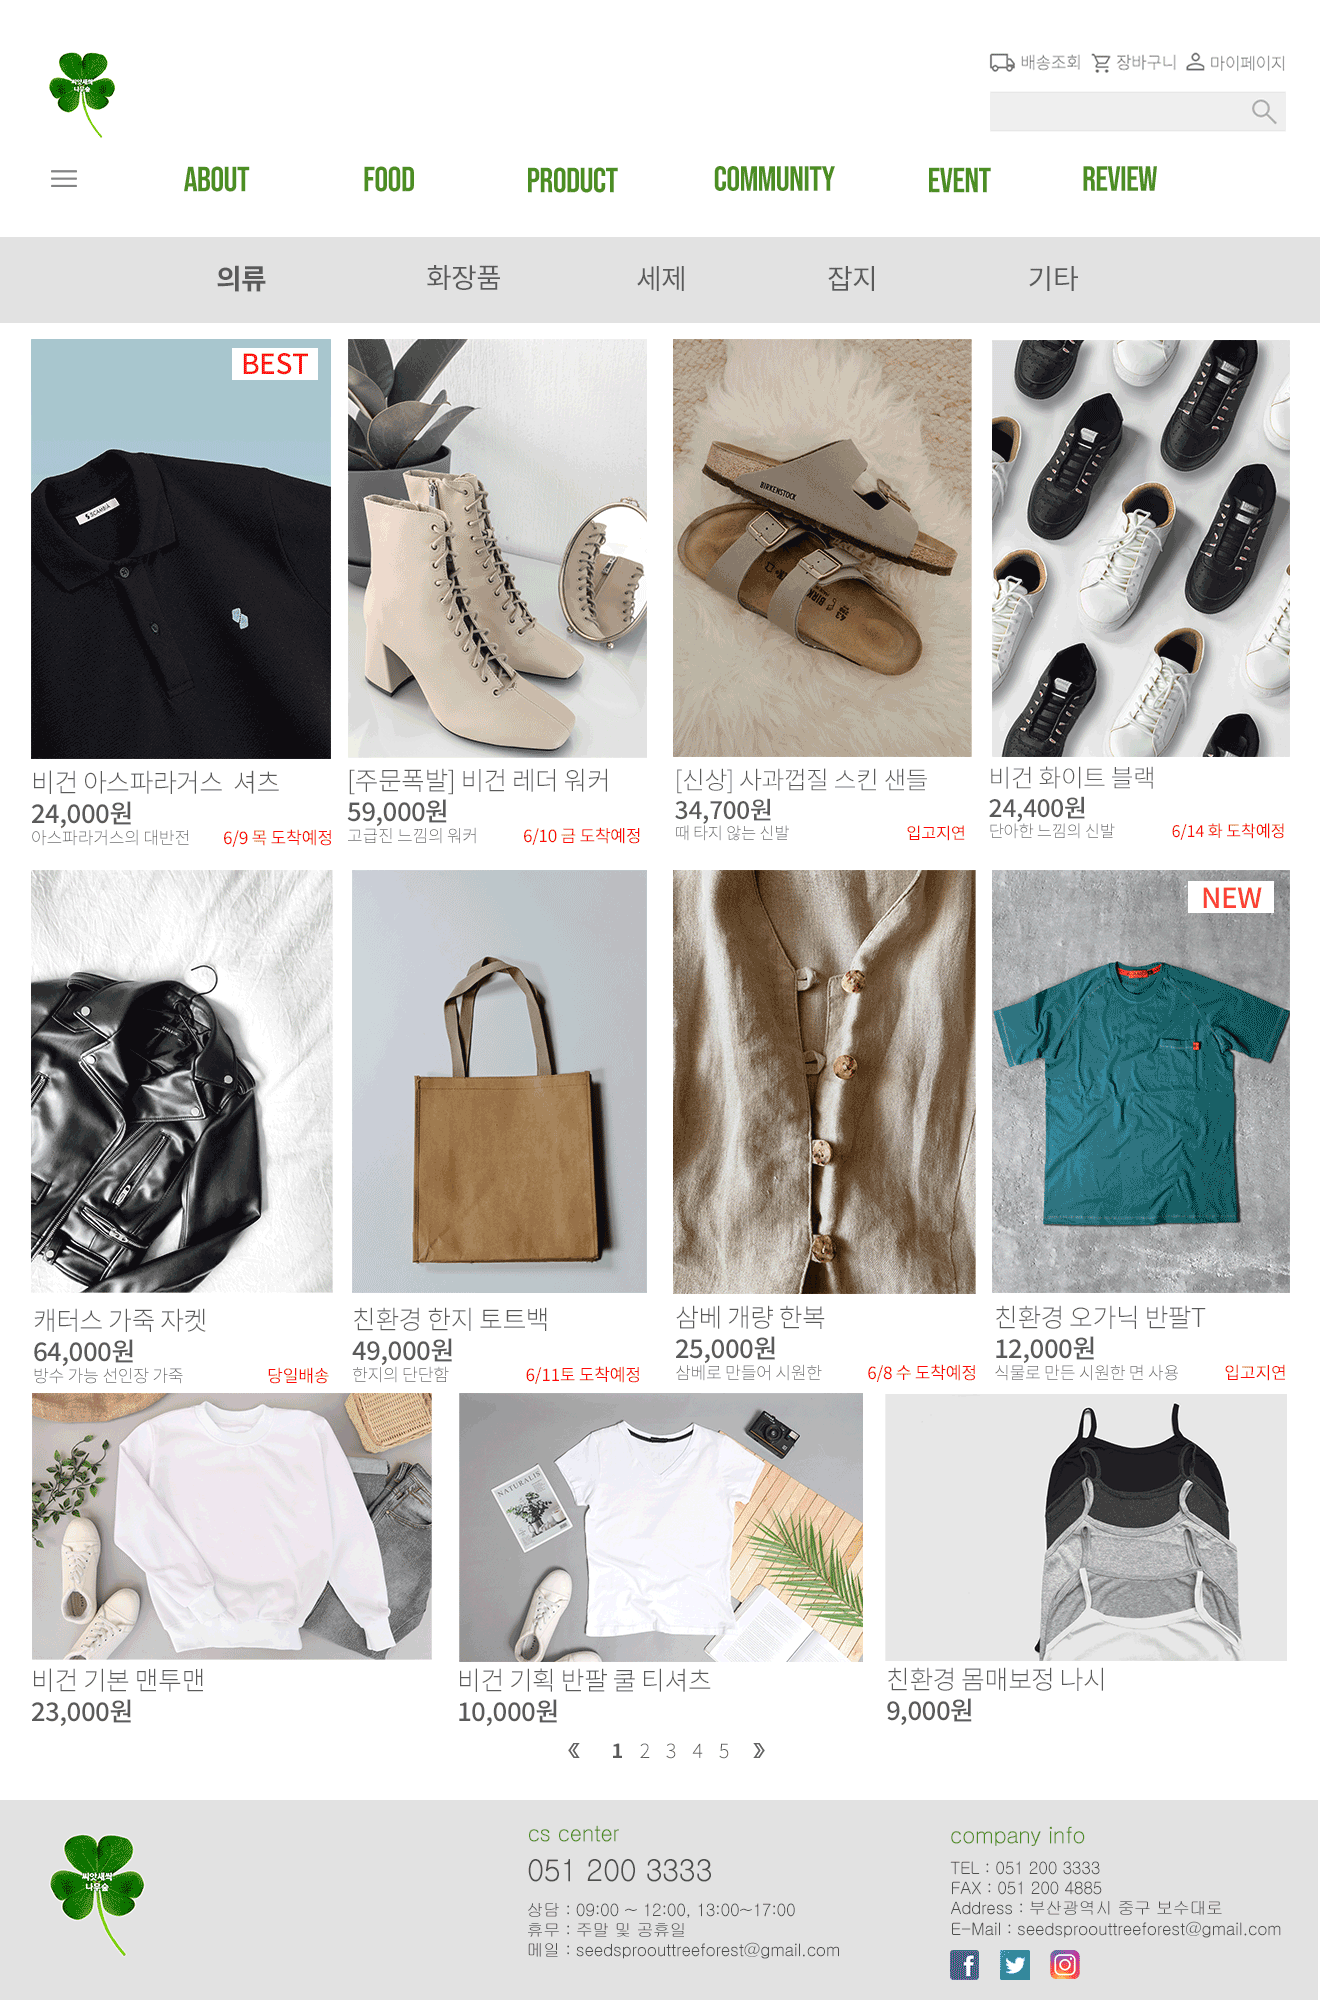 씨앗새싹
나무숲
배송조회 장바구니 마이페이지
ABOUT FOOD PRODUCT COMMUNITY EVENT REVIEW
의류 화장품 세제 잡지 기타
BEST
SCAMBIA
BIRKENSTOCK
비건 아스파라거스 셔츠
24,000원
아스파라거스의 대반전 6/9 목 도착예정
[주문폭발] 비건 레더 워커
59,000원
고급진 느낌의 워커 6/10 금 도착예정
[신상] 사과껍질 스킨 샌들
34,700원
때 타지 않는 신발 입고지연
비건 화이트 블랙
24,400원
단아한 느낌의 신발 6/14 화 도착예정
NEW
캐터스 가죽 자켓
64,000원
방수 가능 선인장 가죽 당일배송
친환경 한지 토트백
49,000원
한지의 단단함 6/11토 도착예정
삼베 개량 한복
25,000원
삼베로 만들어 시원한 6/8 수 도착예정
친환경 오가닉 반팔T
12,000원
식물로 만든 시원한 면 사용 입고지연
NATURALIS
비건 기본 맨투맨
23,000원
비건 기획 반팔 쿨 티셔츠
10,000원
친환경 몸매보정 나시
9,000원
《 1 2 3 4 5 》
씨앗새싹
나무숲
cs center
051 200 3333
상담 : 09:00 ~ 12:00, 13:00~17:00
휴무 : 주말 및 공휴일
메일 : seedsproouttreeforest@gmail.com
company info
TEL : 051 200 3333
FAX : 051 200 4885
Address : 부산광역시 중구 보수대로
E-Mail : seedsproouttreeforest@gmail.com